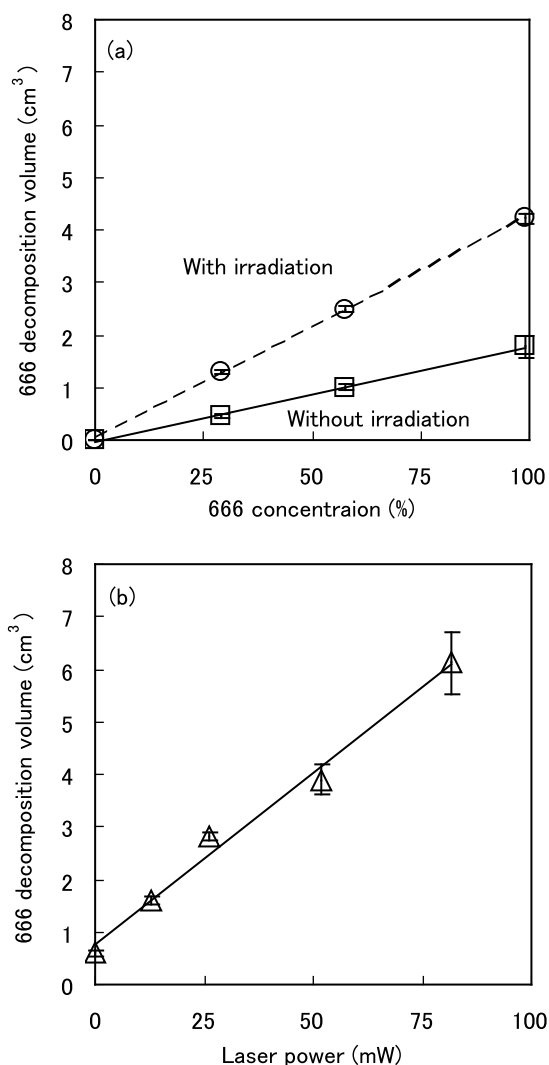 (a)
666 decomposition volume (cm³)
8
7
6
5
4
3
2
1
0
With irradiation
Without irradiation
0 25 50 75 100
666 concentraion (%)
(b)
666 decomposition volume (cm³)
8
7
6
5
4
3
2
1
0
0 25 50 75 100
Laser power (mW)